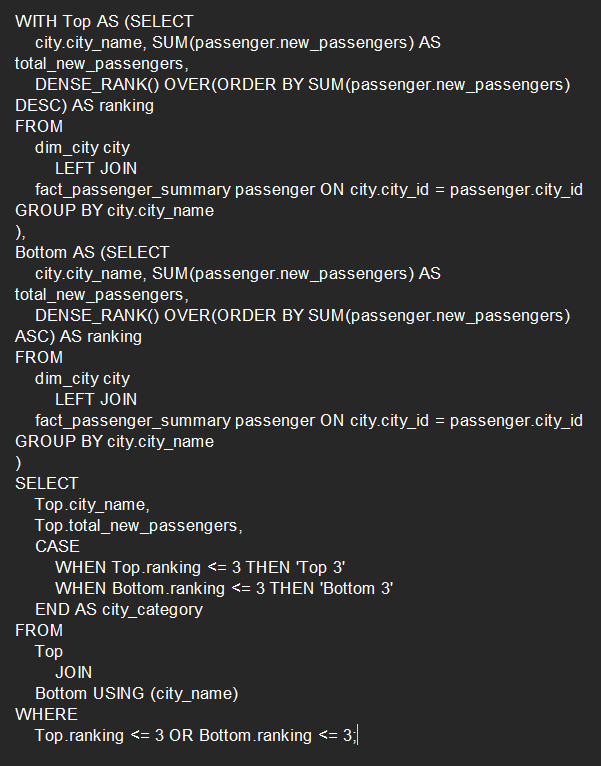 WITH Top AS (SELECT
city.city_name, SUM(passenger.new_passengers) AS
total_new_passengers,
DENSE_RANK() OVER(ORDER BY SUM(passenger.new_passengers)
DESC) AS ranking
FROM
dim_city city
LEFT JOIN
fact_passenger_summary passenger ON city.city_id = passenger.city_id
GROUP BY city.city_name
),
Bottom AS (SELECT
city.city_name, SUM(passenger.new_passengers) AS
total_new_passengers,
DENSE_RANK() OVER(ORDER BY SUM(passenger.new_passengers)
ASC) AS ranking
FROM
dim_city city
LEFT JOIN
fact_passenger_summary passenger ON city.city_id = passenger.city_id
GROUP BY city.city_name
)
SELECT
Top.city_name,
Top.total_new_passengers,
CASE
WHEN Top.ranking <= 3 THEN 'Top 3'
WHEN Bottom.ranking <= 3 THEN 'Bottom 3'
END AS city_category
FROM
Top
JOIN
Bottom USING (city_name)
WHERE
Top.ranking <= 3 OR Bottom.ranking <= 3;